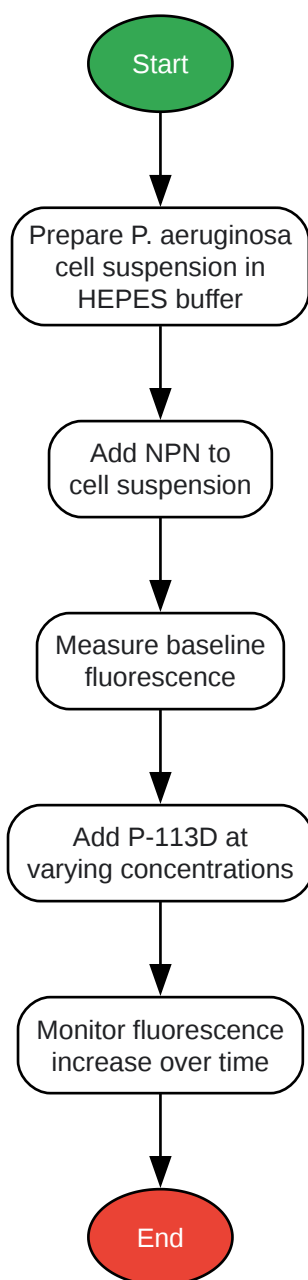 Start
Prepare P. aeruginosa
cell suspension in
HEPES buffer
Add NPN to
cell suspension
Measure baseline
fluorescence
Add P-113D at
varying concentrations
Monitor fluorescence
increase over time
End